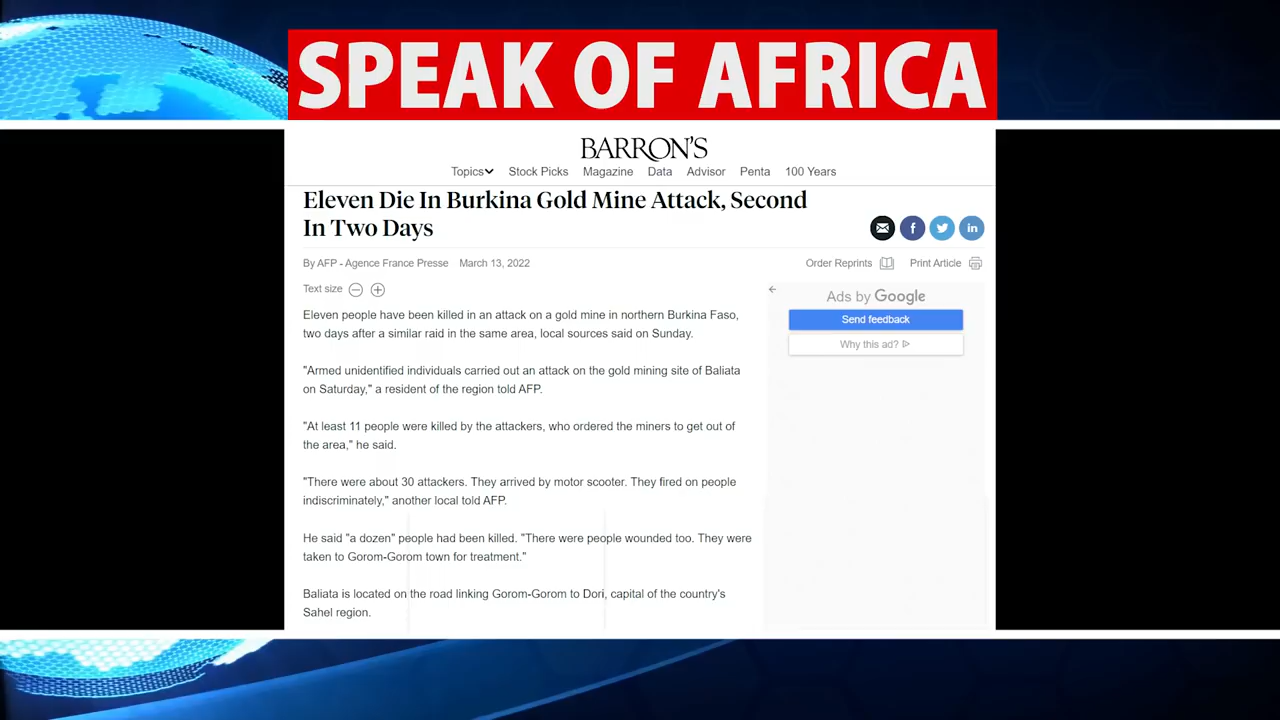 SPEAK OF AFRICA
BARRON'S
Topics Stock Picks Magazine Data Advisor Penta 100 Years
Eleven Die In Burkina Gold Mine Attack, Second
In Two Days
By AFP - Agence France Presse March 13, 2022
Order Reprints Print Article
Text size
Ads by Google
Send feedback
Why this ad?
Eleven people have been killed in an attack on a gold mine in northern Burkina Faso,
two days after a similar raid in the same area, local sources said on Sunday.
"Armed unidentified individuals carried out an attack on the gold mining site of Baliata
on Saturday," a resident of the region told AFP.
"At least 11 people were killed by the attackers, who ordered the miners to get out of
the area," he said.
"There were about 30 attackers. They arrived by motor scooter. They fired on people
indiscriminately," another local told AFP.
He said "a dozen" people had been killed. "There were people wounded too. They were
taken to Gorom-Gorom town for treatment."
Baliata is located on the road linking Gorom-Gorom to Dori, capital of the country's
Sahel region.